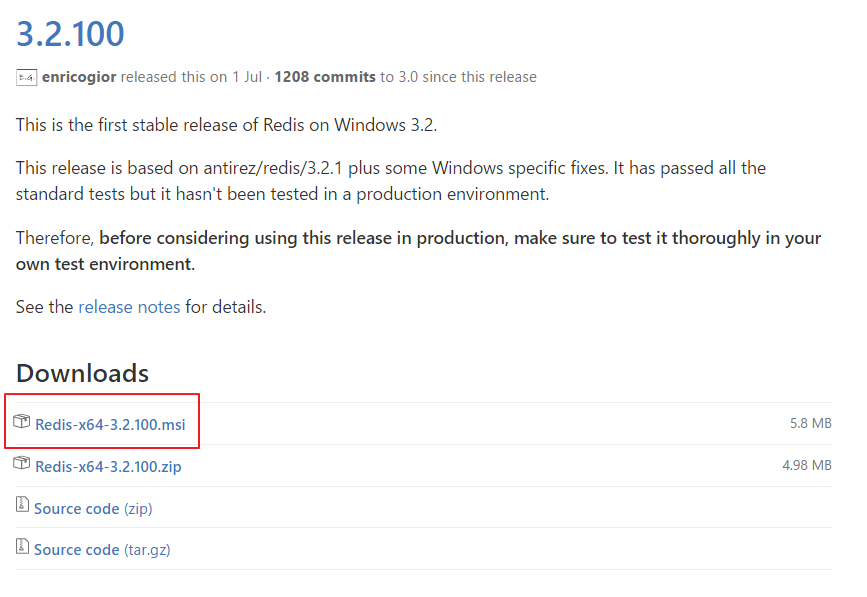 3.2.100
enricogior released this on 1 Jul · 1208 commits to 3.0 since this release
This is the first stable release of Redis on Windows 3.2.
This release is based on antirez/redis/3.2.1 plus some Windows specific fixes. It has passed all the
standard tests but it hasn't been tested in a production environment.
Therefore, before considering using this release in production, make sure to test it thoroughly in your
own test environment.
See the release notes for details.
Downloads
Redis-x64-3.2.100.msi 5.8 MB
Redis-x64-3.2.100.zip 4.98 MB
Source code (zip)
Source code (tar.gz)